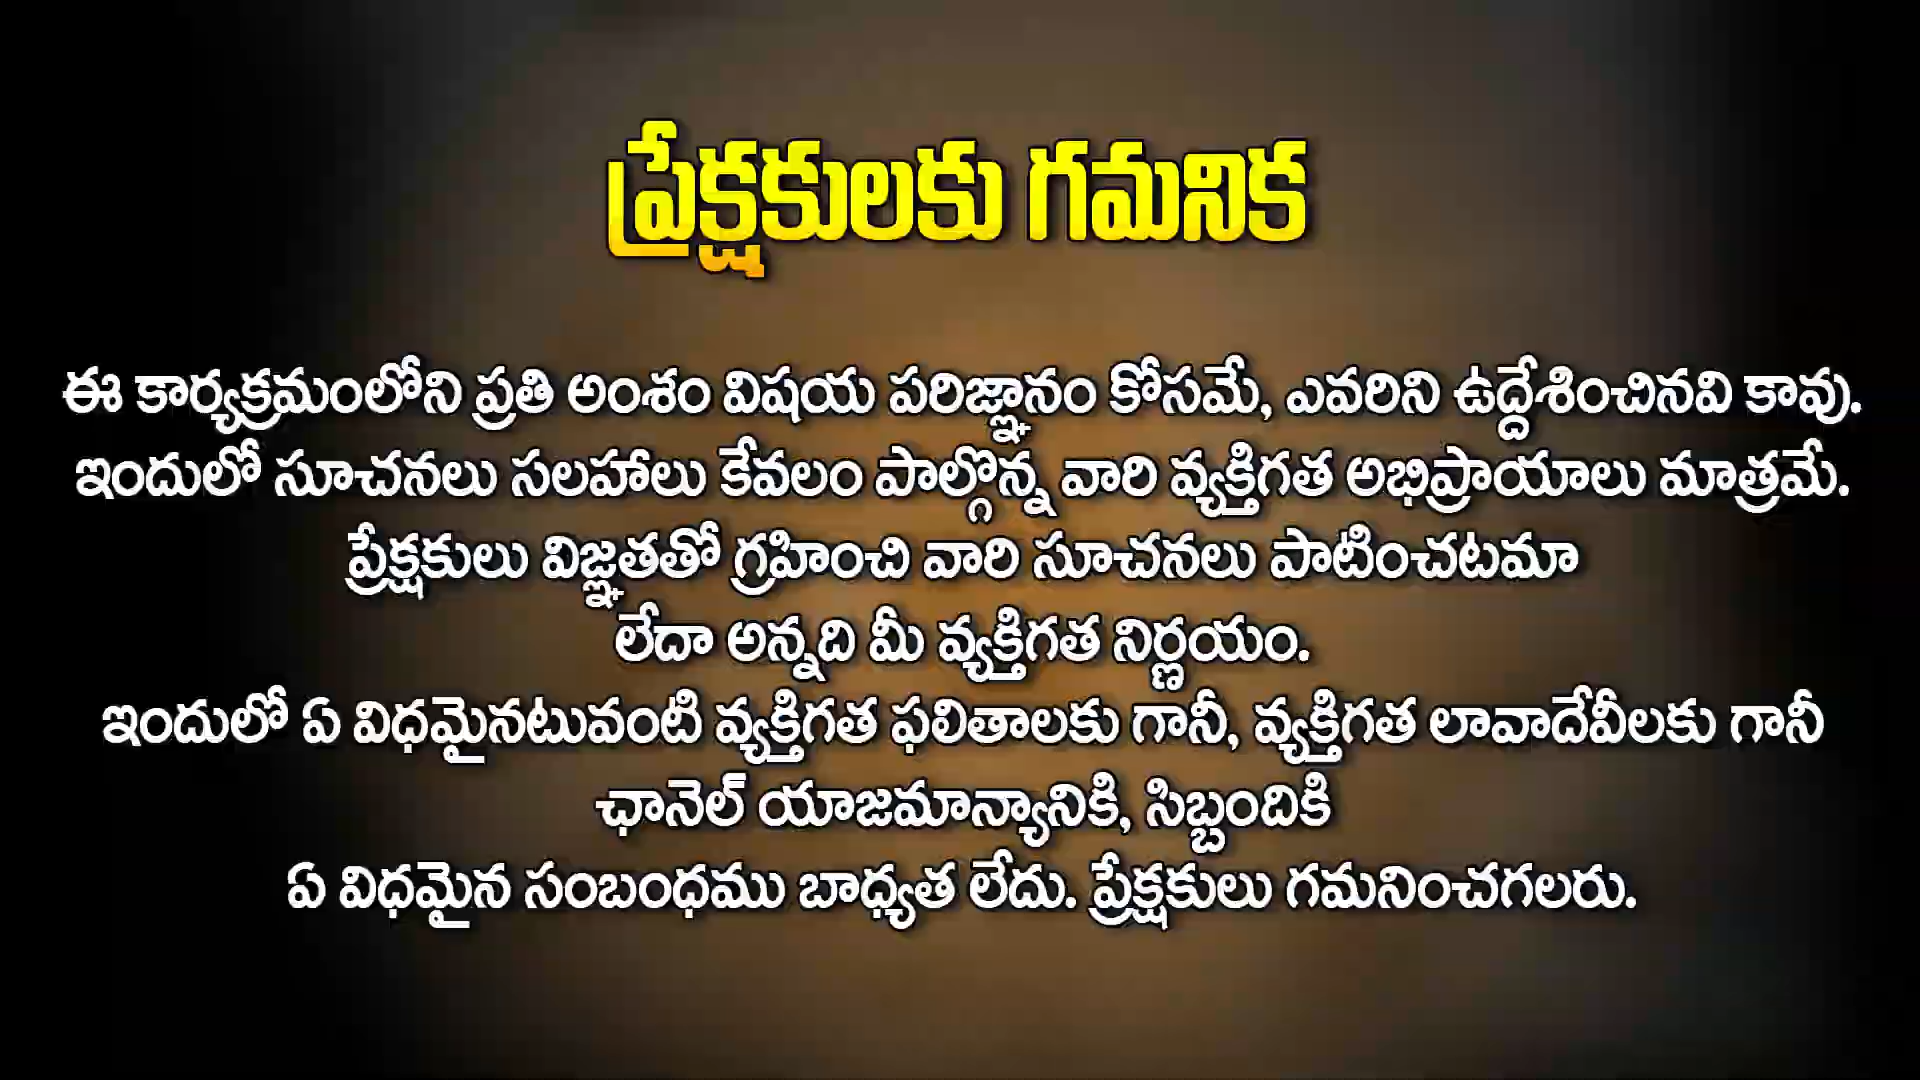 ప్రేక్షకులకు గమనిక
ఈ కార్యక్రమంలోని ప్రతి అంశం విషయ పరిజ్ఞానం కోసమే, ఎవరిని ఉద్దేశించినవి కావు.
ఇందులో సూచనలు సలహాలు కేవలం పాల్గొన్న వారి వ్యక్తిగత అభిప్రాయాలు మాత్రమే.
ప్రేక్షకులు విజ్ఞతతో గ్రహించి వారి సూచనలు పాటించటమా
లేదా అన్నది మీ వ్యక్తిగత నిర్ణయం.
ఇందులో ఏ విధమైనటువంటి వ్యక్తిగత ఫలితాలకు గానీ, వ్యక్తిగత లావాదేవీలకు గానీ
ఛానెల్ యాజమాన్యానికి, సిబ్బందికి
ఏ విధమైన సంబంధము బాధ్యత లేదు. ప్రేక్షకులు గమనించగలరు.